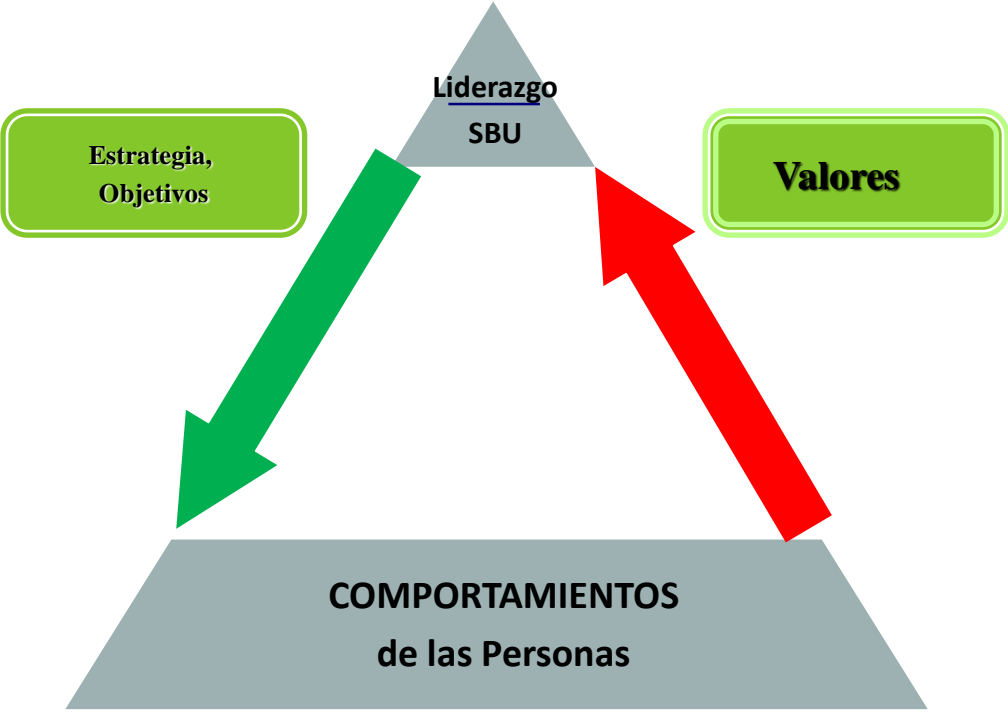 Liderazgo
SBU
Estrategia,
Objetivos
Valores
COMPORTAMIENTOS
de las Personas